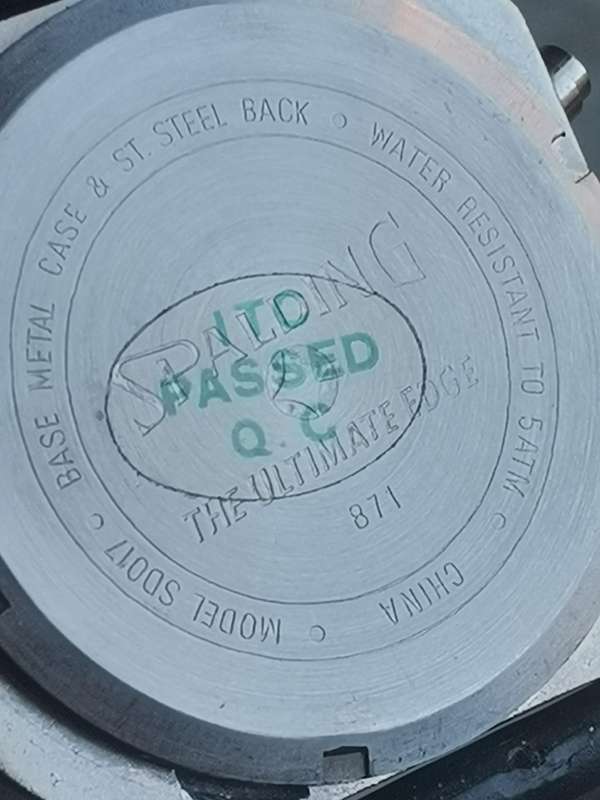 BASE METAL CASE & ST. STEEL BACK
WATER RESISTANT TO 5ATM
CHINA
MODEL SD017
SPALDING
THE ULTIMATE EDGE
871
ITD
PASSED
Q C